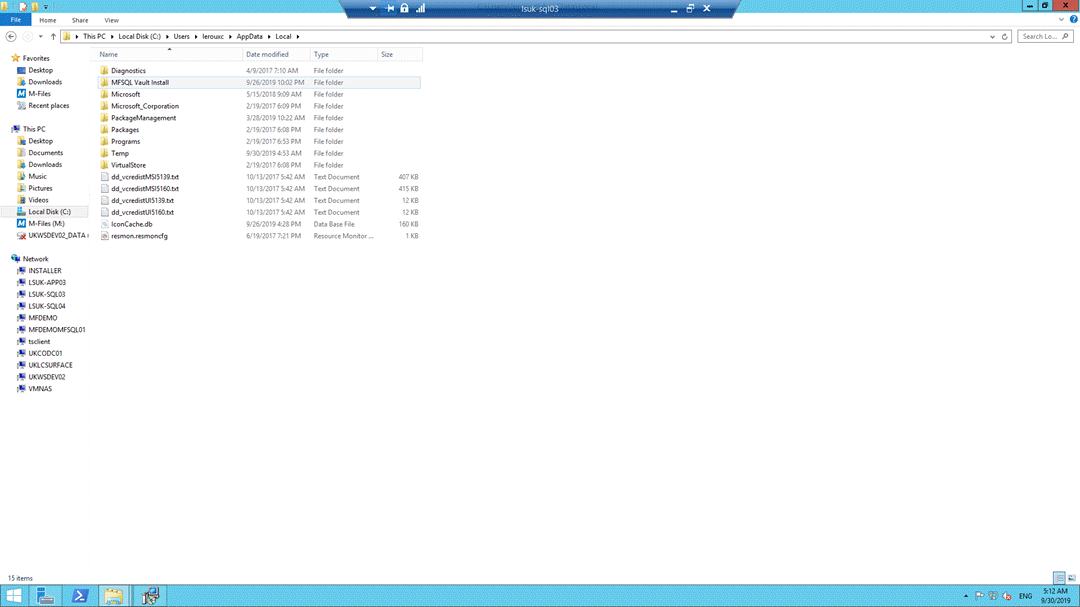 lsuk-sql03
File Home Share View
This PC Local Disk (C:) Users lerouxc AppData Local
Search Lo...
Name Date modified Type Size
Favorites
Desktop
Downloads
M-Files
Recent places
This PC
Desktop
Documents
Downloads
Music
Pictures
Videos
Local Disk (C:)
M-Files (M:)
UKWSDEV02_DATA
Network
INSTALLER
LSUK-APP03
LSUK-SQL03
LSUK-SQL04
MFDEMO
MFDEMOMFSQL01
tsclient
UKCODC01
UKLCSURFACE
UKWSDEV02
VMNAS
Diagnostics 4/9/2017 7:10 AM File folder
MFSQL Vault Install 9/26/2019 10:02 PM File folder
Microsoft 5/15/2018 9:09 AM File folder
Microsoft_Corporation 2/19/2017 6:09 PM File folder
PackageManagement 3/28/2019 10:22 AM File folder
Packages 2/19/2017 6:08 PM File folder
Programs 2/19/2017 6:53 PM File folder
Temp 9/30/2019 4:53 AM File folder
VirtualStore 2/19/2017 6:08 PM File folder
dd_vcredistMSI5139.txt 10/13/2017 5:42 AM Text Document 407 KB
dd_vcredistMSI5160.txt 10/13/2017 5:42 AM Text Document 415 KB
dd_vcredistUI5139.txt 10/13/2017 5:42 AM Text Document 12 KB
dd_vcredistUI5160.txt 10/13/2017 5:42 AM Text Document 12 KB
IconCache.db 9/26/2019 4:28 PM Data Base File 160 KB
resmon.resmoncfg 6/19/2017 7:21 PM Resource Monitor ... 1 KB
15 items
ENG
5:12 AM
9/30/2019